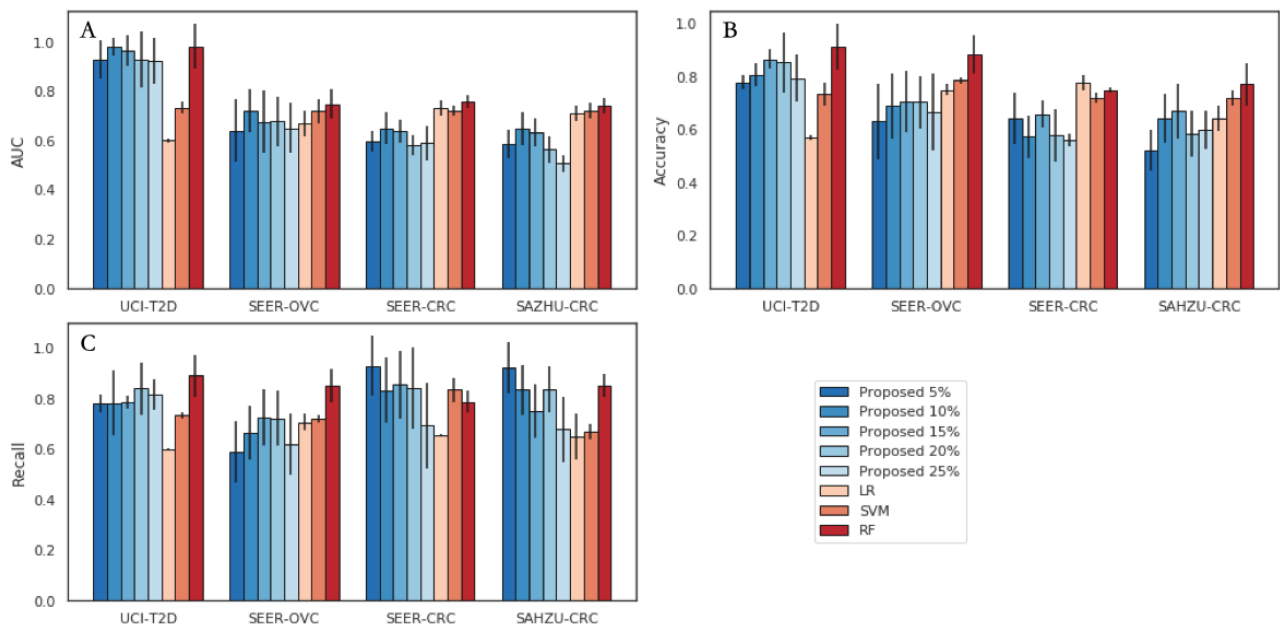 A
1.0
0.8
0.6
0.4
0.2
0.0
AUC
UCI-T2D SEER-OVC SEER-CRC SAZHU-CRC
B
1.0
0.8
0.6
0.4
0.2
0.0
Accuracy
UCI-T2D SEER-OVC SEER-CRC SAHZU-CRC
C
1.0
0.8
0.6
0.4
0.2
0.0
Recall
UCI-T2D SEER-OVC SEER-CRC SAHZU-CRC
Proposed 5%
Proposed 10%
Proposed 15%
Proposed 20%
Proposed 25%
LR
SVM
RF